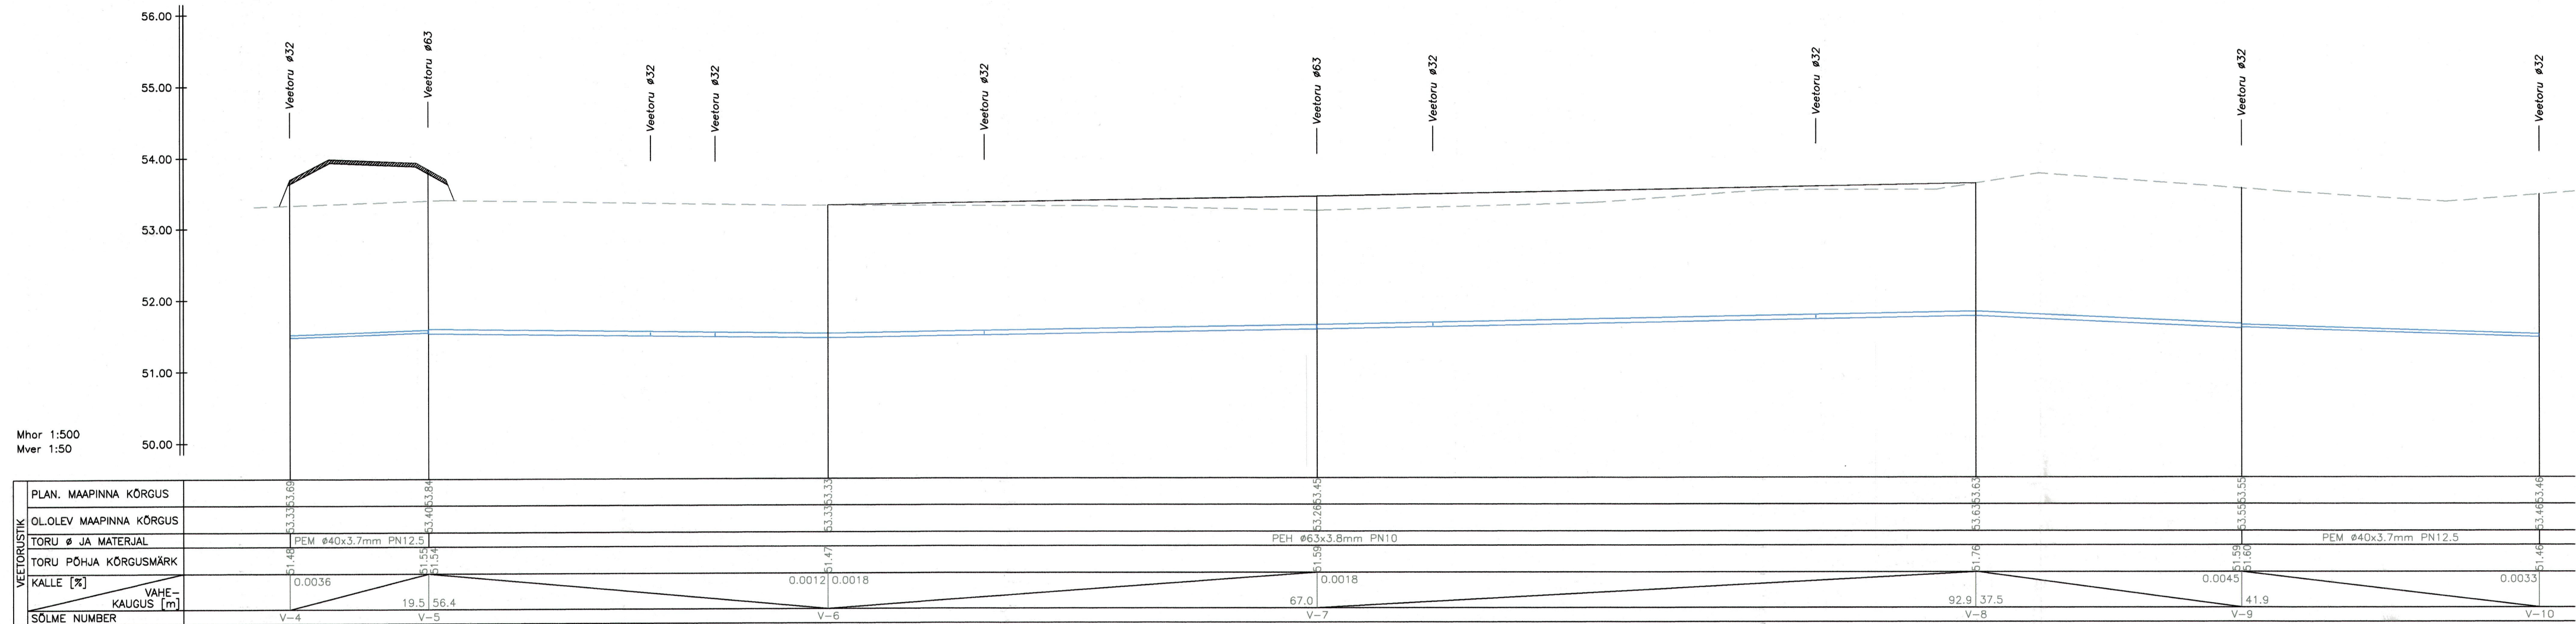 56.00
55.00
54.00
53.00
52.00
51.00
50.00
Veetoru ø32
Veetoru ø63
Veetoru ø32
Veetoru ø32
Veetoru ø32
Veetoru ø63
Veetoru ø32
Veetoru ø32
Veetoru ø32
Veetoru ø32
Mhor 1:500
Mver 1:50
VEETORUSTIK
PLAN. MAAPINNA KÕRGUS 53.69 53.84 53.33 53.45 53.63 53.55 53.46
OL.OLEV MAAPINNA KÕRGUS 53.33 53.40 53.33 53.26 53.63 53.55 53.46
TORU ø JA MATERJAL PEM ø40x3.7mm PN12.5 PEH ø63x3.8mm PN10 PEM ø40x3.7mm PN12.5
TORU PÕHJA KÕRGUSMÄRK 51.48 51.55 51.54 51.47 51.59 51.76 51.59 51.60 51.46
KALLE [%] 0.0036 0.0012 0.0018 0.0018 0.0045 0.0033
VAHE-
KAUGUS [m] 19.5 56.4 67.0 92.9 37.5 41.9
SÕLME NUMBER V-4 V-5 V-6 V-7 V-8 V-9 V-10